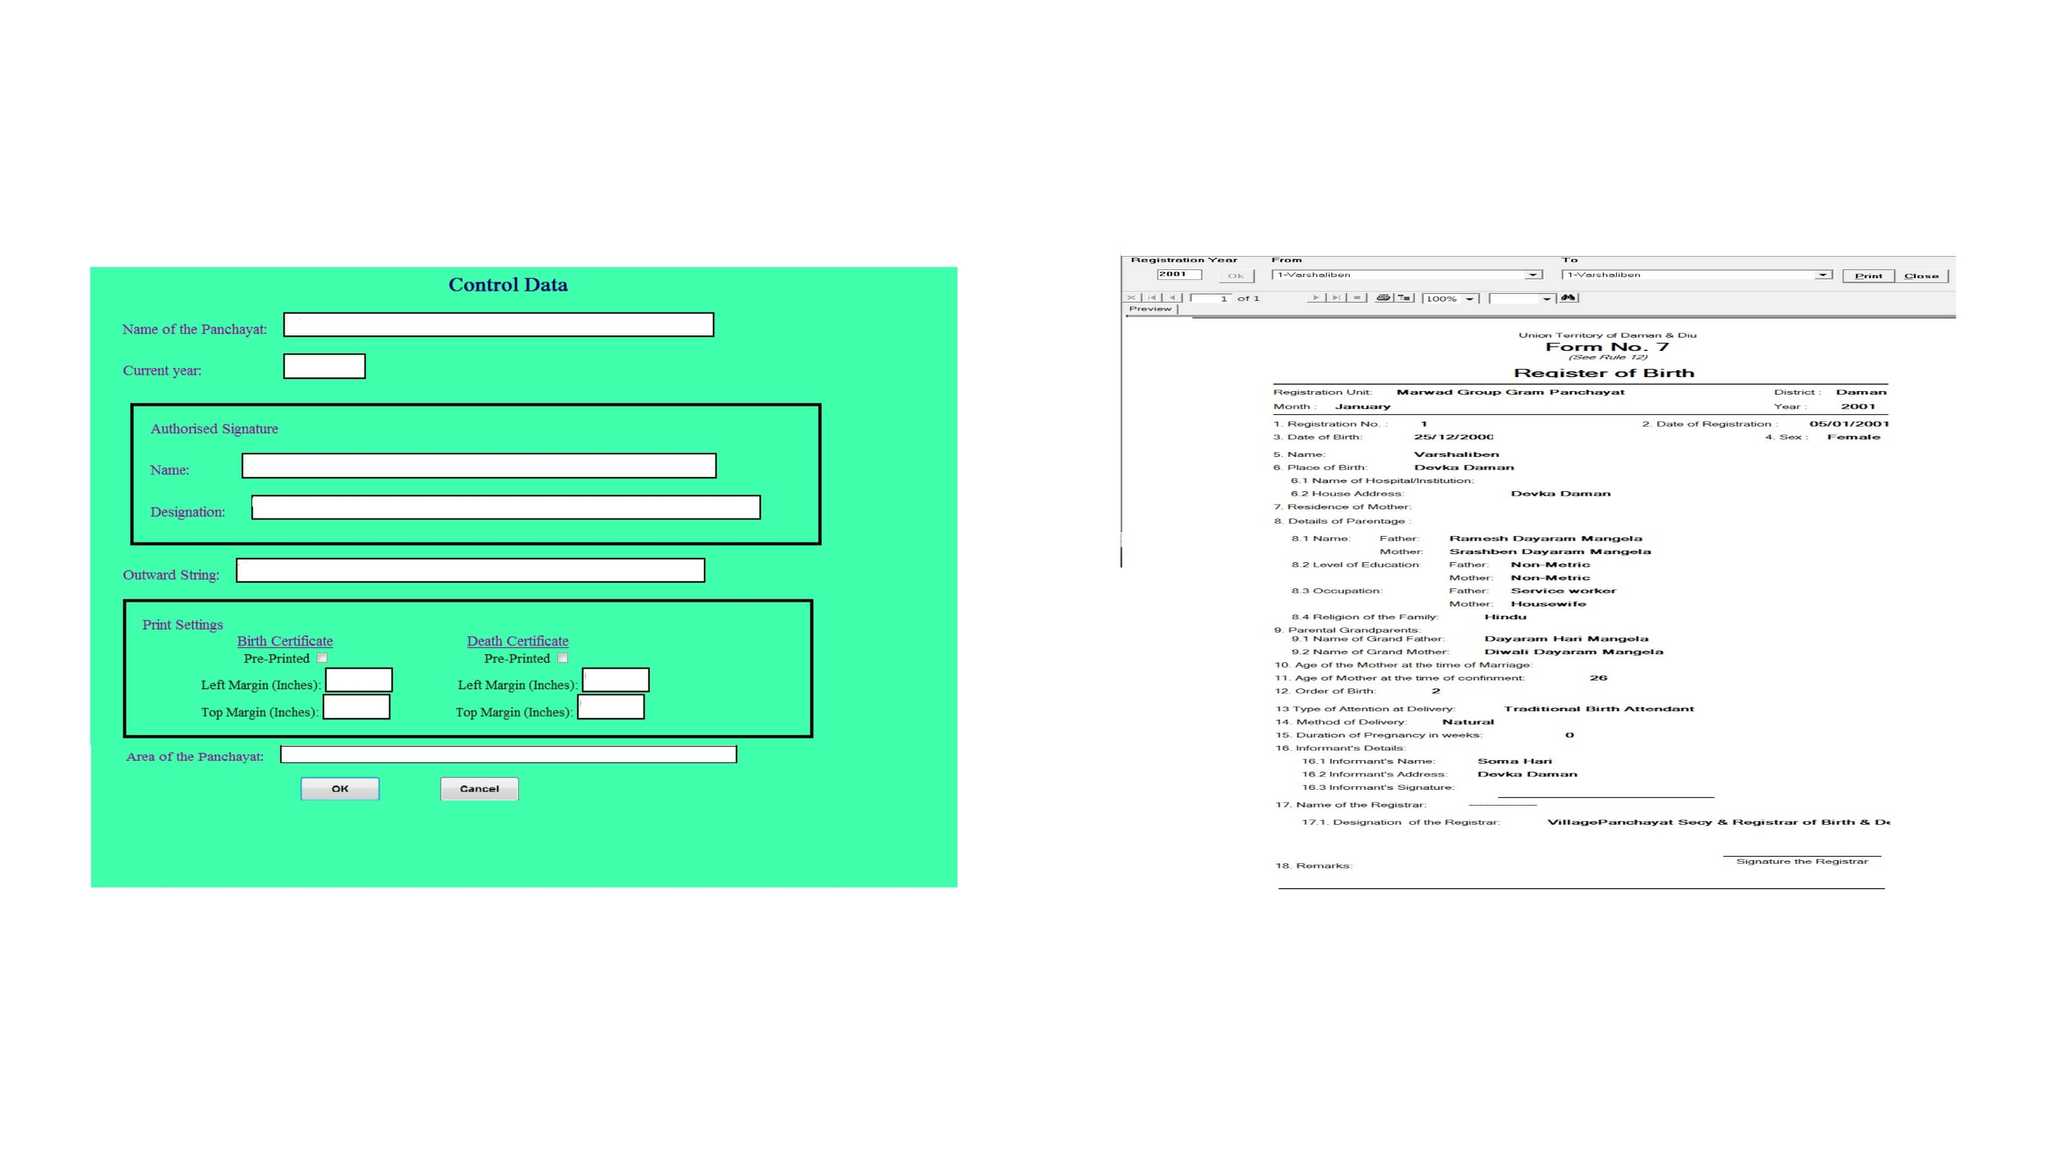 Control Data
Name of the Panchayat:
Current year:
Authorised Signature
Name:
Designation:
Outward String:
Print Settings
Birth Certificate Death Certificate
Pre-Printed Pre-Printed
Left Margin (Inches): Left Margin (Inches):
Top Margin (Inches): Top Margin (Inches):
Area of the Panchayat:
OK Cancel
Registration Year From To
2001 Ok 1-Varshaliben 1-Varshaliben Print Close
1 of 1 100%
Preview
Union Territory of Daman & Diu
Form No. 7
(See Rule 12)
Register of Birth
Registration Unit: Marwad Group Gram Panchayat District : Daman
Month : January Year : 2001
1. Registration No. : 1 2. Date of Registration : 05/01/2001
3. Date of Birth: 25/12/2000 4. Sex : Female
5. Name: Varshaliben
6. Place of Birth: Devka Daman
6.1 Name of Hospital/Institution:
6.2 House Address: Devka Daman
7. Residence of Mother:
8. Details of Parentage :
8.1 Name: Father: Ramesh Dayaram Mangela
Mother: Srashben Dayaram Mangela
8.2 Level of Education Father: Non-Metric
Mother: Non-Metric
8.3 Occupation: Father: Service worker
Mother: Housewife
8.4 Religion of the Family: Hindu
9. Parental Grandparents:
9.1 Name of Grand Father: Dayaram Hari Mangela
9.2 Name of Grand Mother: Diwali Dayaram Mangela
10. Age of the Mother at the time of Marriage:
11. Age of Mother at the time of confinment: 26
12. Order of Birth: 2
13 Type of Attention at Delivery: Traditional Birth Attendant
14. Method of Delivery: Natural
15. Duration of Pregnancy in weeks: 0
16. Informant's Details:
16.1 Informant's Name: Soma Hari
16.2 Informant's Address: Devka Daman
16.3 Informant's Signature:
17. Name of the Registrar:
17.1. Designation of the Registrar: VillagePanchayat Secy & Registrar of Birth & De
Signature the Registrar
18. Remarks: